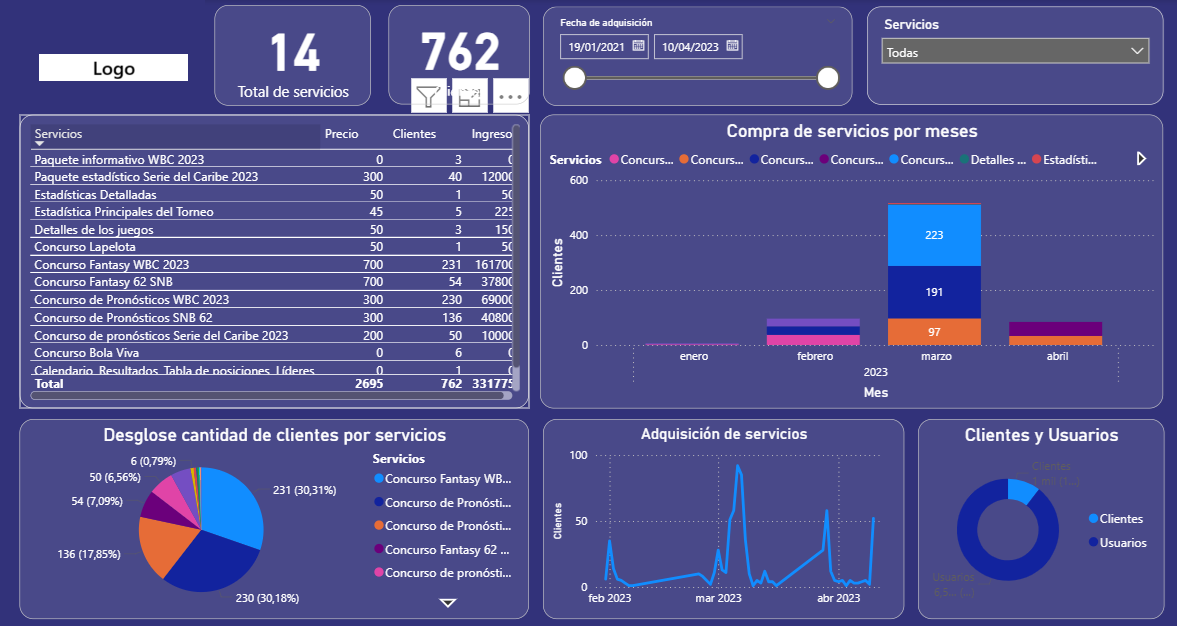 Logo
14
Total de servicios
762
Fecha de adquisición
19/01/2021
10/04/2023
Servicios
Todas
Servicios Precio Clientes Ingreso
Paquete informativo WBC 2023 0 3 0
Paquete estadístico Serie del Caribe 2023 300 40 12000
Estadísticas Detalladas 50 1 50
Estadística Principales del Torneo 45 5 225
Detalles de los juegos 50 3 150
Concurso Lapelota 50 1 50
Concurso Fantasy WBC 2023 700 231 161700
Concurso Fantasy 62 SNB 700 54 37800
Concurso de Pronósticos WBC 2023 300 230 69000
Concurso de Pronósticos SNB 62 300 136 40800
Concurso de pronósticos Serie del Caribe 2023 200 50 10000
Concurso Bola Viva 0 6 0
Calendario, Resultados, Tabla de posiciones, Líderes 0 1 0
Total 2695 762 331775
Compra de servicios por meses
Servicios Concurs... Concurs... Concurs... Concurs... Concurs... Detalles ... Estadísti...
600
400
200
0
Clientes
223
191
97
enero febrero marzo abril
2023
Mes
Desglose cantidad de clientes por servicios
6 (0,79%)
50 (6,56%)
54 (7,09%)
136 (17,85%)
231 (30,31%)
230 (30,18%)
Servicios
Concurso Fantasy WB...
Concurso de Pronósti...
Concurso de Pronósti...
Concurso Fantasy 62 ...
Concurso de pronósti...
Adquisición de servicios
100
50
0
Clientes
feb 2023 mar 2023 abr 2023
Clientes y Usuarios
Clientes
1 mil (1...)
Usuarios
6,5... (...)
Clientes
Usuarios